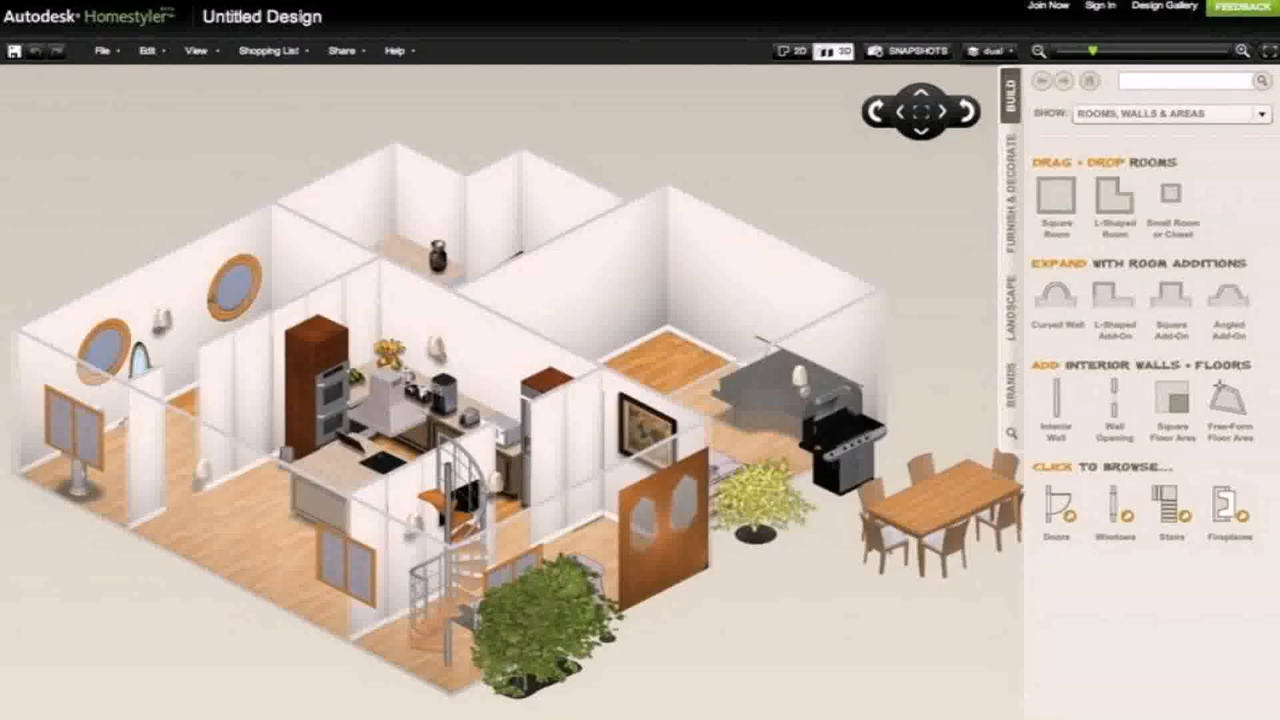 Autodesk® Homestyler™ BETA Untitled Design
Join Now Sign In Design Gallery FEEDBACK
File Edit View Shopping List Share Help 2D 3D SNAPSHOTS dual
BUILD
FURNISH & DECORATE
LANDSCAPE
BRANDS
SHOW: ROOMS, WALLS & AREAS
DRAG + DROP ROOMS
Square Room
L-Shaped Room
Small Room or Closet
EXPAND WITH ROOM ADDITIONS
Curved Wall
L-Shaped Add-On
Square Add-On
Angled Add-On
ADD INTERIOR WALLS + FLOORS
Interior Wall
Wall Opening
Square Floor Area
Free-Form Floor Area
CLICK TO BROWSE...
Doors Windows Stairs Fireplaces